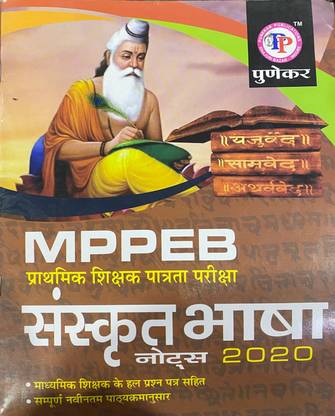 TM
पुणेकर
॥यजुर्वेद॥
॥सामवेद॥
॥अथर्ववेद॥
MPPEB
प्राथमिक शिक्षक पात्रता परीक्षा
संस्कृत भाषा
नोट्स 2020
• माध्यमिक शिक्षक के हल प्रश्न पत्र सहित
• सम्पूर्ण नवीनतम पाठ्यक्रमानुसार